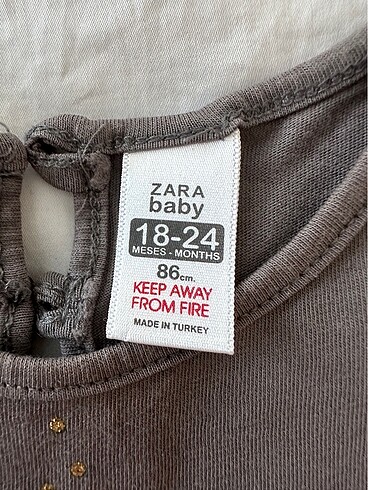 ZARA
baby
18-24
MESES - MONTHS
86cm.
KEEP AWAY
FROM FIRE
MADE IN TURKEY